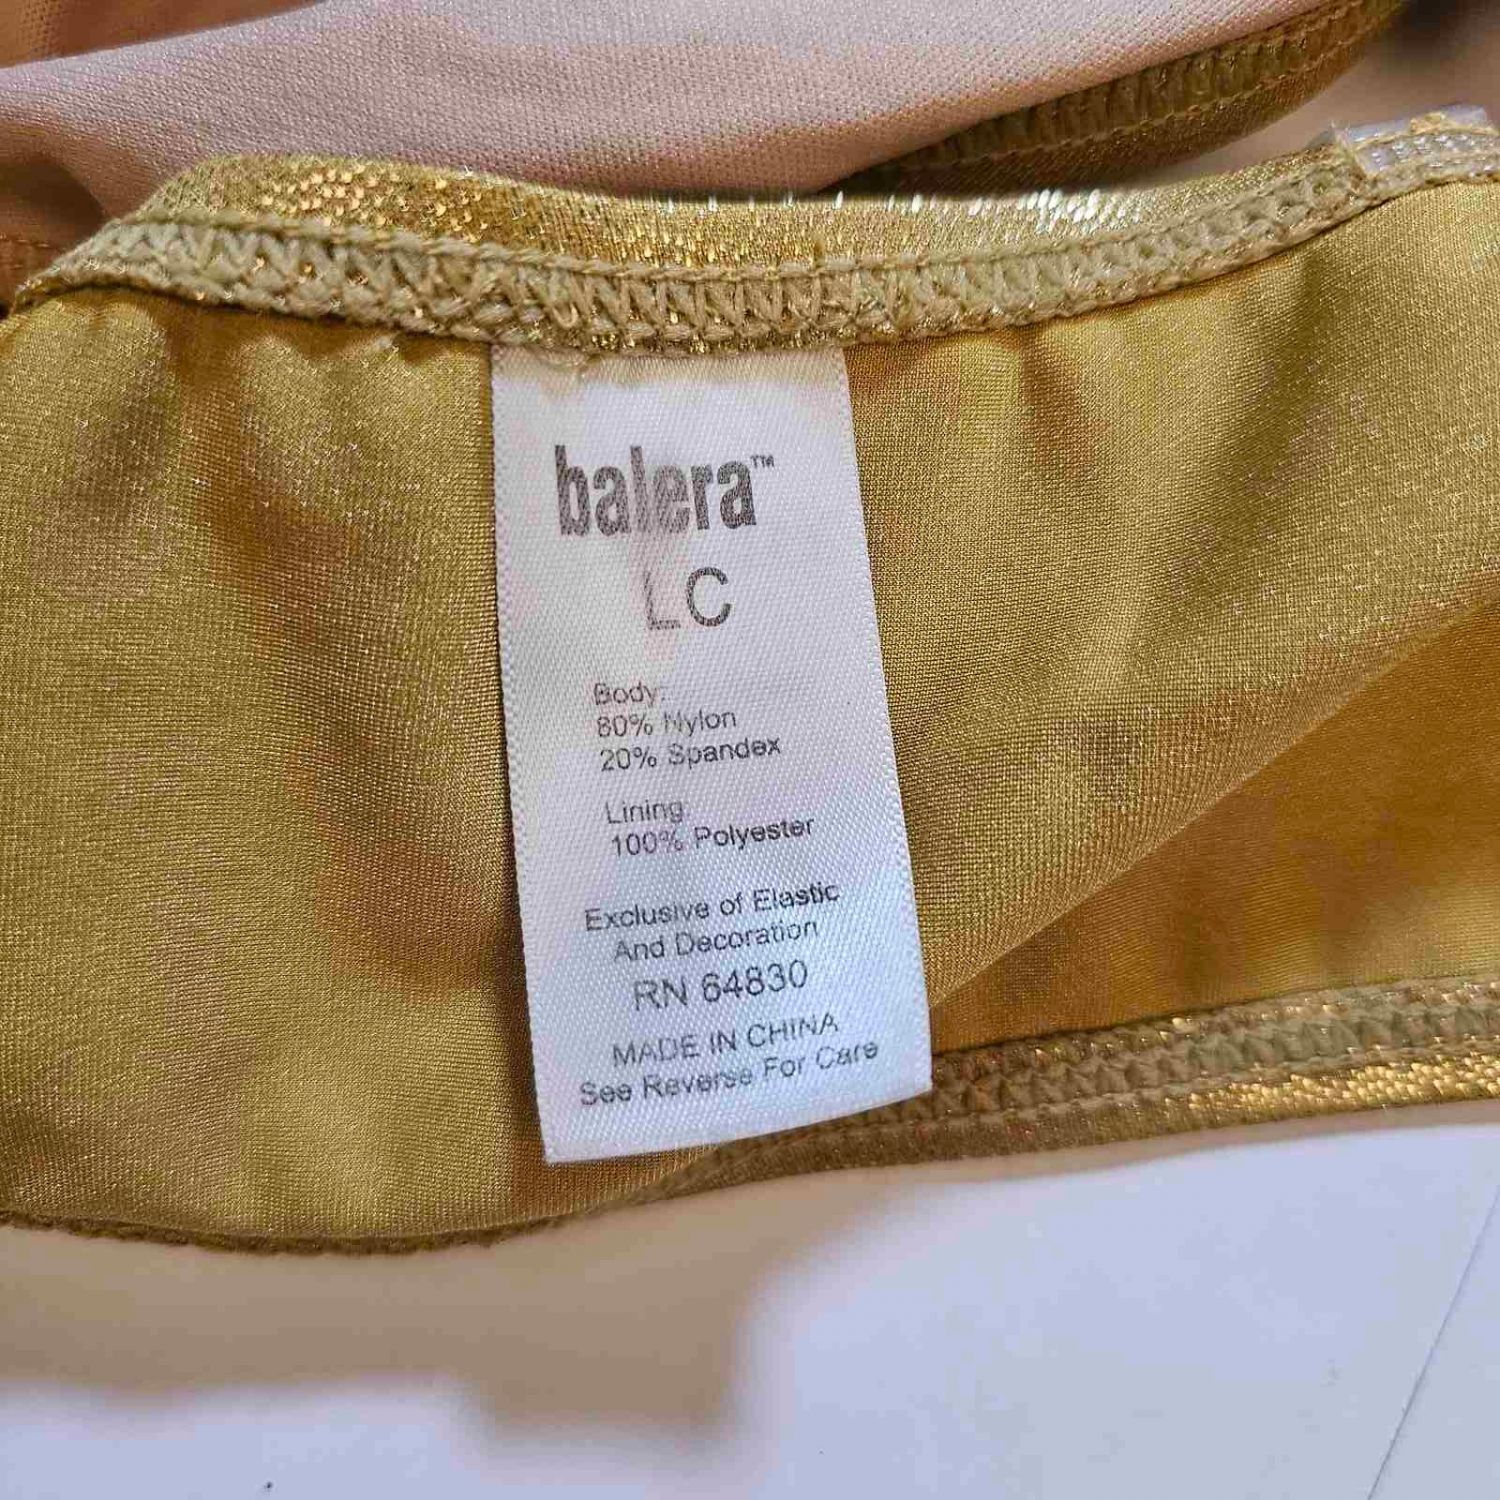 balera™
LC
Body:
80% Nylon
20% Spandex
Lining:
100% Polyester
Exclusive of Elastic
And Decoration
RN 64830
MADE IN CHINA
See Reverse For Care